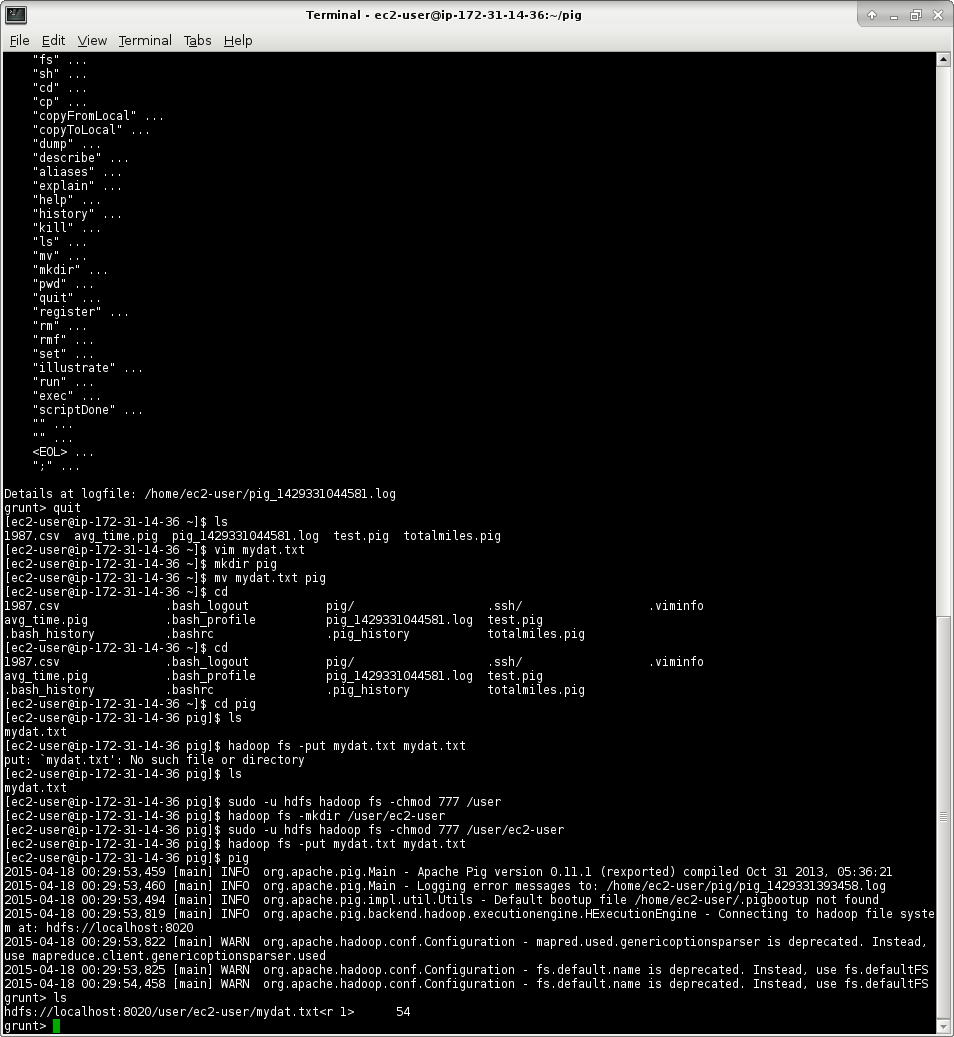 Terminal - ec2-user@ip-172-31-14-36:~/pig
File Edit View Terminal Tabs Help
"fs" ...
"sh" ...
"cd" ...
"cp" ...
"copyFromLocal" ...
"copyToLocal" ...
"dump" ...
"describe" ...
"aliases" ...
"explain" ...
"help" ...
"history" ...
"kill" ...
"ls" ...
"mv" ...
"mkdir" ...
"pwd" ...
"quit" ...
"register" ...
"rm" ...
"rmf" ...
"set" ...
"illustrate" ...
"run" ...
"exec" ...
"scriptDone" ...
"" ...
"" ...
<EOL> ...
";" ...
Details at logfile: /home/ec2-user/pig_1429331044581.log
grunt> quit
[ec2-user@ip-172-31-14-36 ~]$ ls
1987.csv  avg_time.pig  pig_1429331044581.log  test.pig  totalmiles.pig
[ec2-user@ip-172-31-14-36 ~]$ vim mydat.txt
[ec2-user@ip-172-31-14-36 ~]$ mkdir pig
[ec2-user@ip-172-31-14-36 ~]$ mv mydat.txt pig
[ec2-user@ip-172-31-14-36 ~]$ cd
1987.csv               .bash_logout           pig/                   .ssh/                  .viminfo
avg_time.pig           .bash_profile          pig_1429331044581.log  test.pig
.bash_history          .bashrc                .pig_history           totalmiles.pig
[ec2-user@ip-172-31-14-36 ~]$ cd
1987.csv               .bash_logout           pig/                   .ssh/                  .viminfo
avg_time.pig           .bash_profile          pig_1429331044581.log  test.pig
.bash_history          .bashrc                .pig_history           totalmiles.pig
[ec2-user@ip-172-31-14-36 ~]$ cd pig
[ec2-user@ip-172-31-14-36 pig]$ ls
mydat.txt
[ec2-user@ip-172-31-14-36 pig]$ hadoop fs -put mydat.txt mydat.txt
put: `mydat.txt': No such file or directory
[ec2-user@ip-172-31-14-36 pig]$ ls
mydat.txt
[ec2-user@ip-172-31-14-36 pig]$ sudo -u hdfs hadoop fs -chmod 777 /user
[ec2-user@ip-172-31-14-36 pig]$ hadoop fs -mkdir /user/ec2-user
[ec2-user@ip-172-31-14-36 pig]$ sudo -u hdfs hadoop fs -chmod 777 /user/ec2-user
[ec2-user@ip-172-31-14-36 pig]$ hadoop fs -put mydat.txt mydat.txt
[ec2-user@ip-172-31-14-36 pig]$ pig
2015-04-18 00:29:53,459 [main] INFO  org.apache.pig.Main - Apache Pig version 0.11.1 (rexported) compiled Oct 31 2013, 05:36:21
2015-04-18 00:29:53,460 [main] INFO  org.apache.pig.Main - Logging error messages to: /home/ec2-user/pig/pig_1429331393458.log
2015-04-18 00:29:53,494 [main] INFO  org.apache.pig.impl.util.Utils - Default bootup file /home/ec2-user/.pigbootup not found
2015-04-18 00:29:53,819 [main] INFO  org.apache.pig.backend.hadoop.executionengine.HExecutionEngine - Connecting to hadoop file syste
m at: hdfs://localhost:8020
2015-04-18 00:29:53,822 [main] WARN  org.apache.hadoop.conf.Configuration - mapred.used.genericoptionsparser is deprecated. Instead,
use mapreduce.client.genericoptionsparser.used
2015-04-18 00:29:53,825 [main] WARN  org.apache.hadoop.conf.Configuration - fs.default.name is deprecated. Instead, use fs.defaultFS
2015-04-18 00:29:54,458 [main] WARN  org.apache.hadoop.conf.Configuration - fs.default.name is deprecated. Instead, use fs.defaultFS
grunt> ls
hdfs://localhost:8020/user/ec2-user/mydat.txt<r 1>      54
grunt>